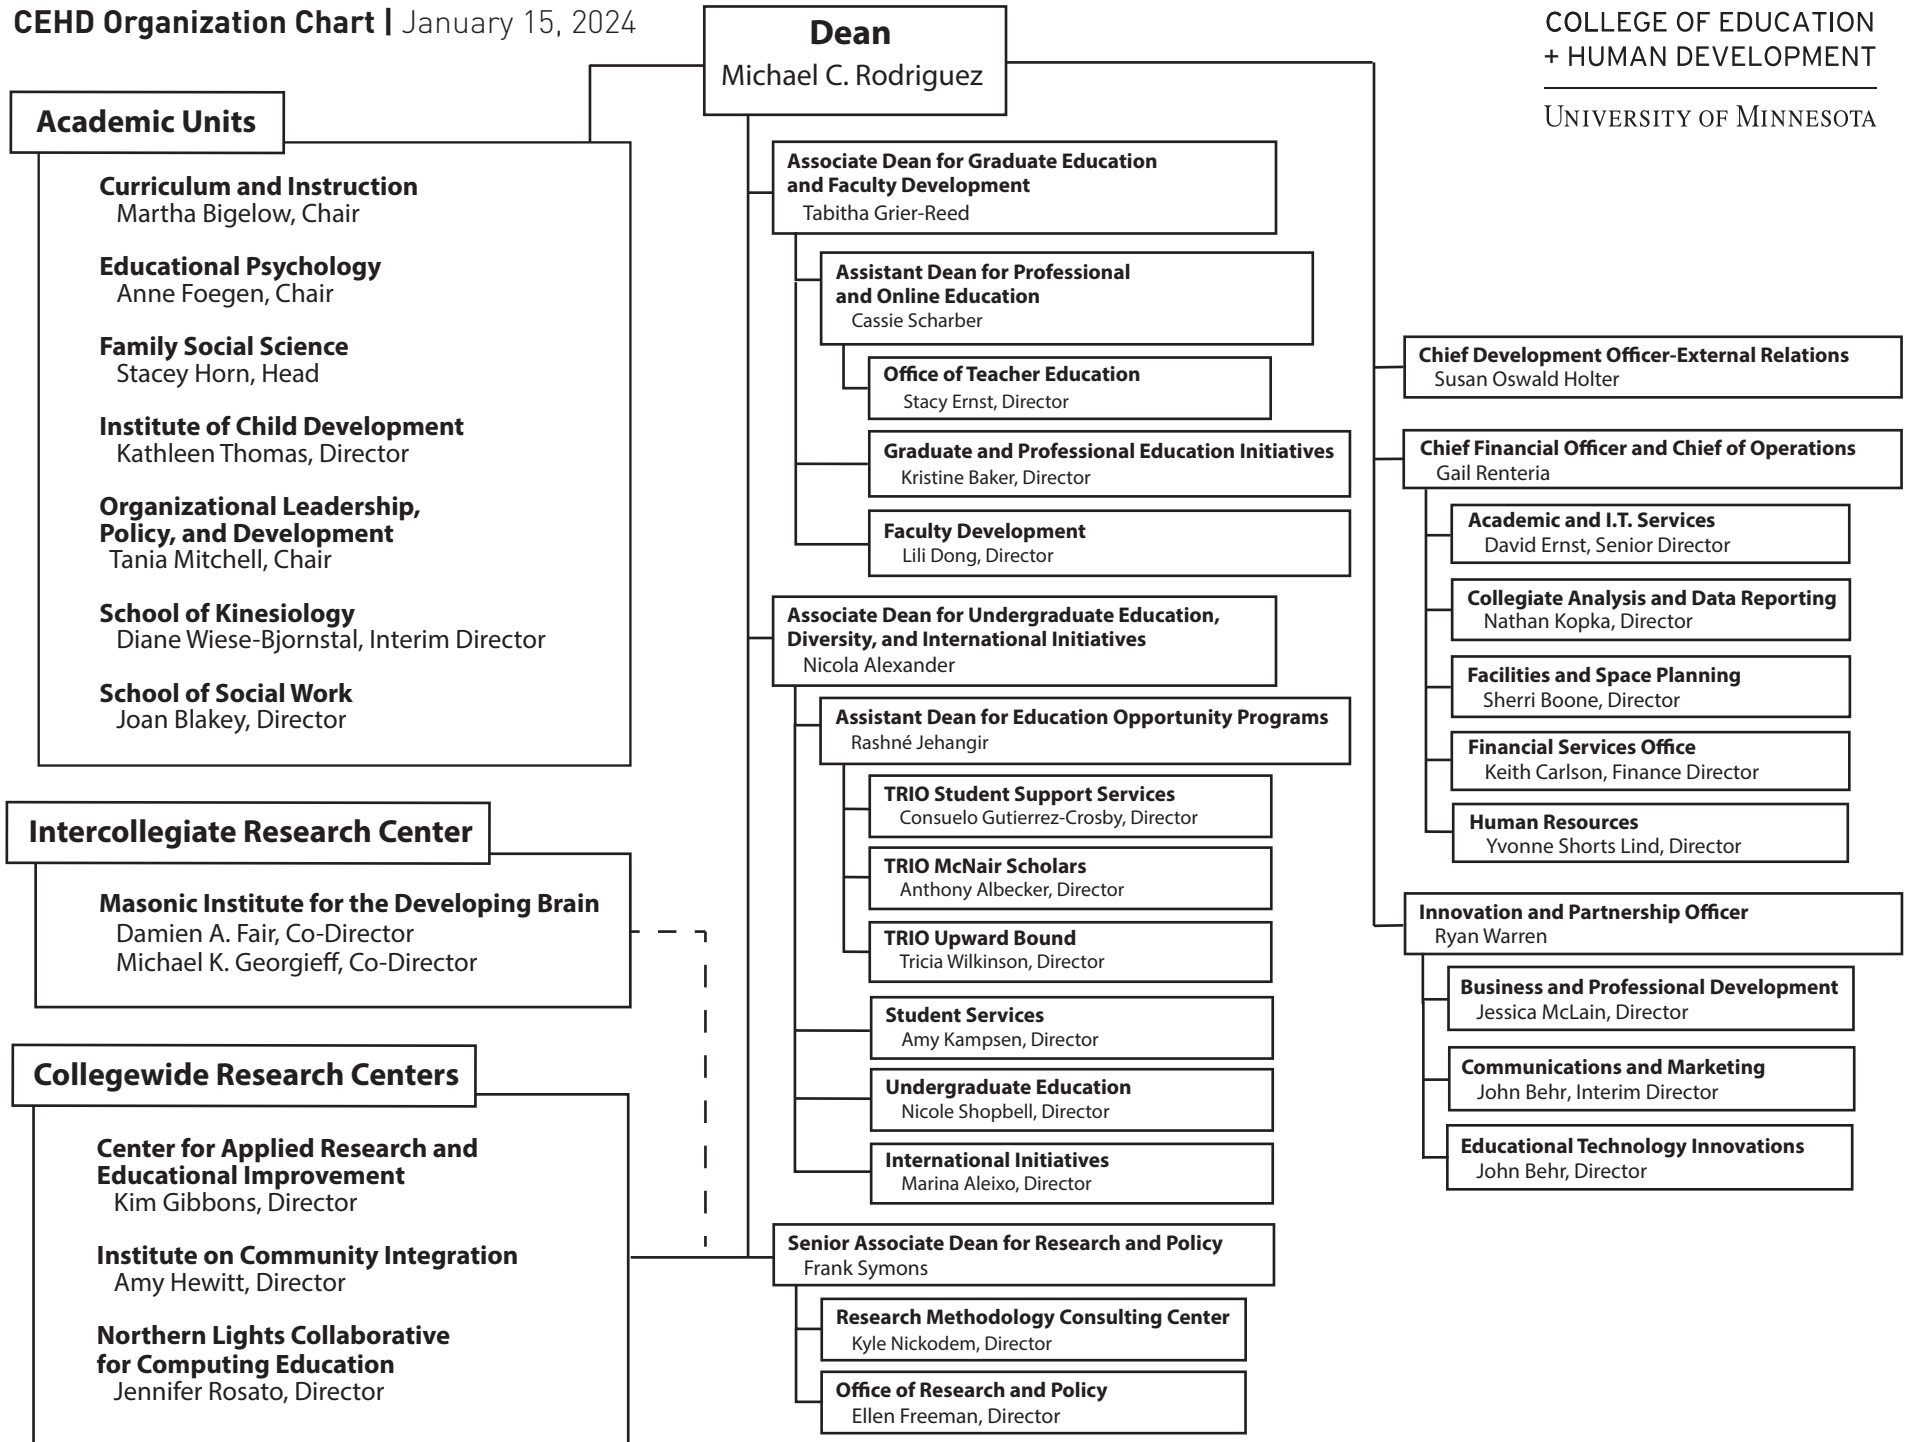 CEHD Organization Chart | January 15, 2024
COLLEGE OF EDUCATION
+ HUMAN DEVELOPMENT
UNIVERSITY OF MINNESOTA
Dean
Michael C. Rodriguez
Academic Units
Curriculum and Instruction
Martha Bigelow, Chair
Educational Psychology
Anne Foegen, Chair
Family Social Science
Stacey Horn, Head
Institute of Child Development
Kathleen Thomas, Director
Organizational Leadership,
Policy, and Development
Tania Mitchell, Chair
School of Kinesiology
Diane Wiese-Bjornstal, Interim Director
School of Social Work
Joan Blakey, Director
Intercollegiate Research Center
Masonic Institute for the Developing Brain
Damien A. Fair, Co-Director
Michael K. Georgieff, Co-Director
Collegewide Research Centers
Center for Applied Research and
Educational Improvement
Kim Gibbons, Director
Institute on Community Integration
Amy Hewitt, Director
Northern Lights Collaborative
for Computing Education
Jennifer Rosato, Director
Associate Dean for Graduate Education
and Faculty Development
Tabitha Grier-Reed
Assistant Dean for Professional
and Online Education
Cassie Scharber
Office of Teacher Education
Stacy Ernst, Director
Graduate and Professional Education Initiatives
Kristine Baker, Director
Faculty Development
Lili Dong, Director
Associate Dean for Undergraduate Education,
Diversity, and International Initiatives
Nicola Alexander
Assistant Dean for Education Opportunity Programs
Rashné Jehangir
TRIO Student Support Services
Consuelo Gutierrez-Crosby, Director
TRIO McNair Scholars
Anthony Albecker, Director
TRIO Upward Bound
Tricia Wilkinson, Director
Student Services
Amy Kampsen, Director
Undergraduate Education
Nicole Shopbell, Director
International Initiatives
Marina Aleixo, Director
Senior Associate Dean for Research and Policy
Frank Symons
Research Methodology Consulting Center
Kyle Nickodem, Director
Office of Research and Policy
Ellen Freeman, Director
Chief Development Officer-External Relations
Susan Oswald Holter
Chief Financial Officer and Chief of Operations
Gail Renteria
Academic and I.T. Services
David Ernst, Senior Director
Collegiate Analysis and Data Reporting
Nathan Kopka, Director
Facilities and Space Planning
Sherri Boone, Director
Financial Services Office
Keith Carlson, Finance Director
Human Resources
Yvonne Shorts Lind, Director
Innovation and Partnership Officer
Ryan Warren
Business and Professional Development
Jessica McLain, Director
Communications and Marketing
John Behr, Interim Director
Educational Technology Innovations
John Behr, Director